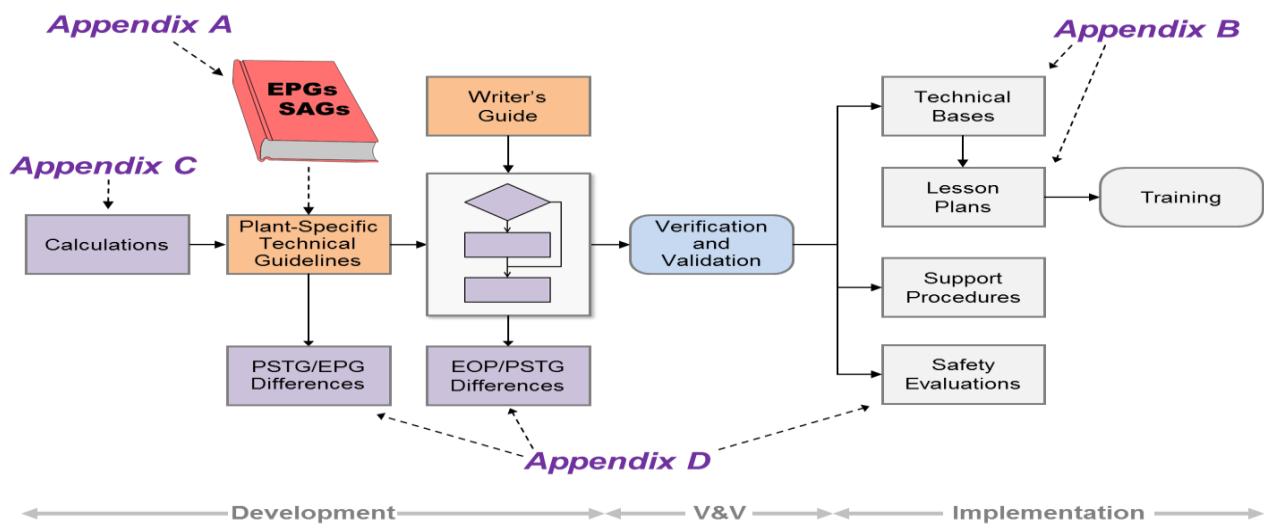 Appendix A
Appendix B
EPGs
SAGs
Writer's
Guide
Technical
Bases
Appendix C
Lesson
Plans
Training
Calculations
Plant-Specific
Technical
Guidelines
Verification
and
Validation
Support
Procedures
PSTG/EPG
Differences
EOP/PSTG
Differences
Safety
Evaluations
Appendix D
Development
V&V
Implementation